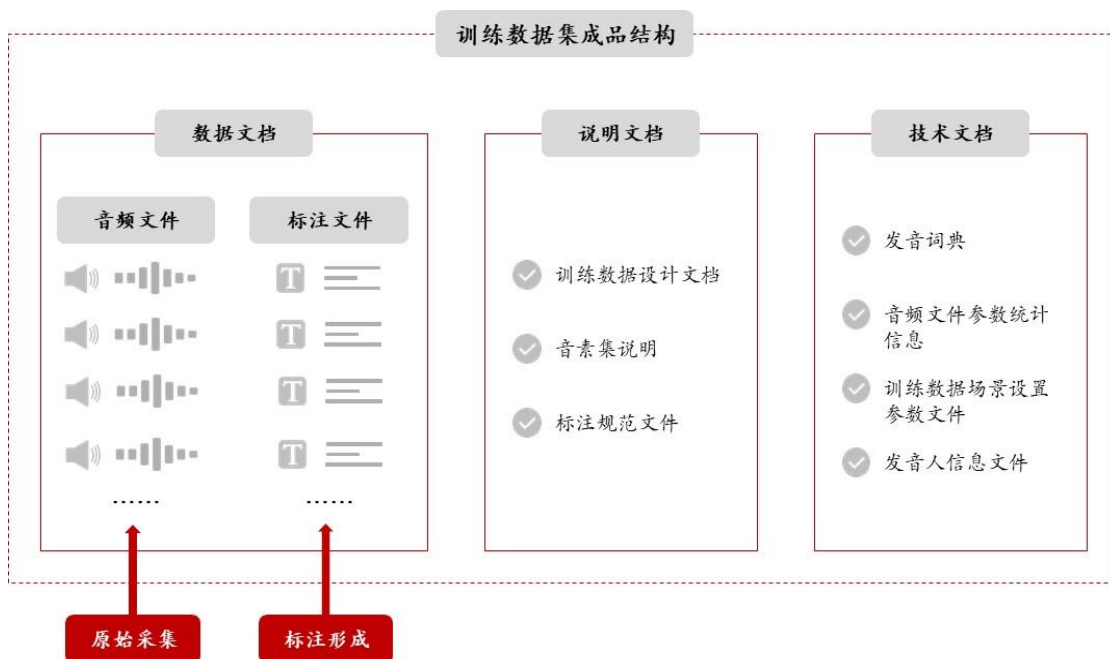 训练数据集成品结构
数据文档
音频文件
标注文件
T
T
T
T
……
……
原始采集
标注形成
说明文档
训练数据设计文档
音素集说明
标注规范文件
技术文档
发音词典
音频文件参数统计
信息
训练数据场景设置
参数文件
发音人信息文件